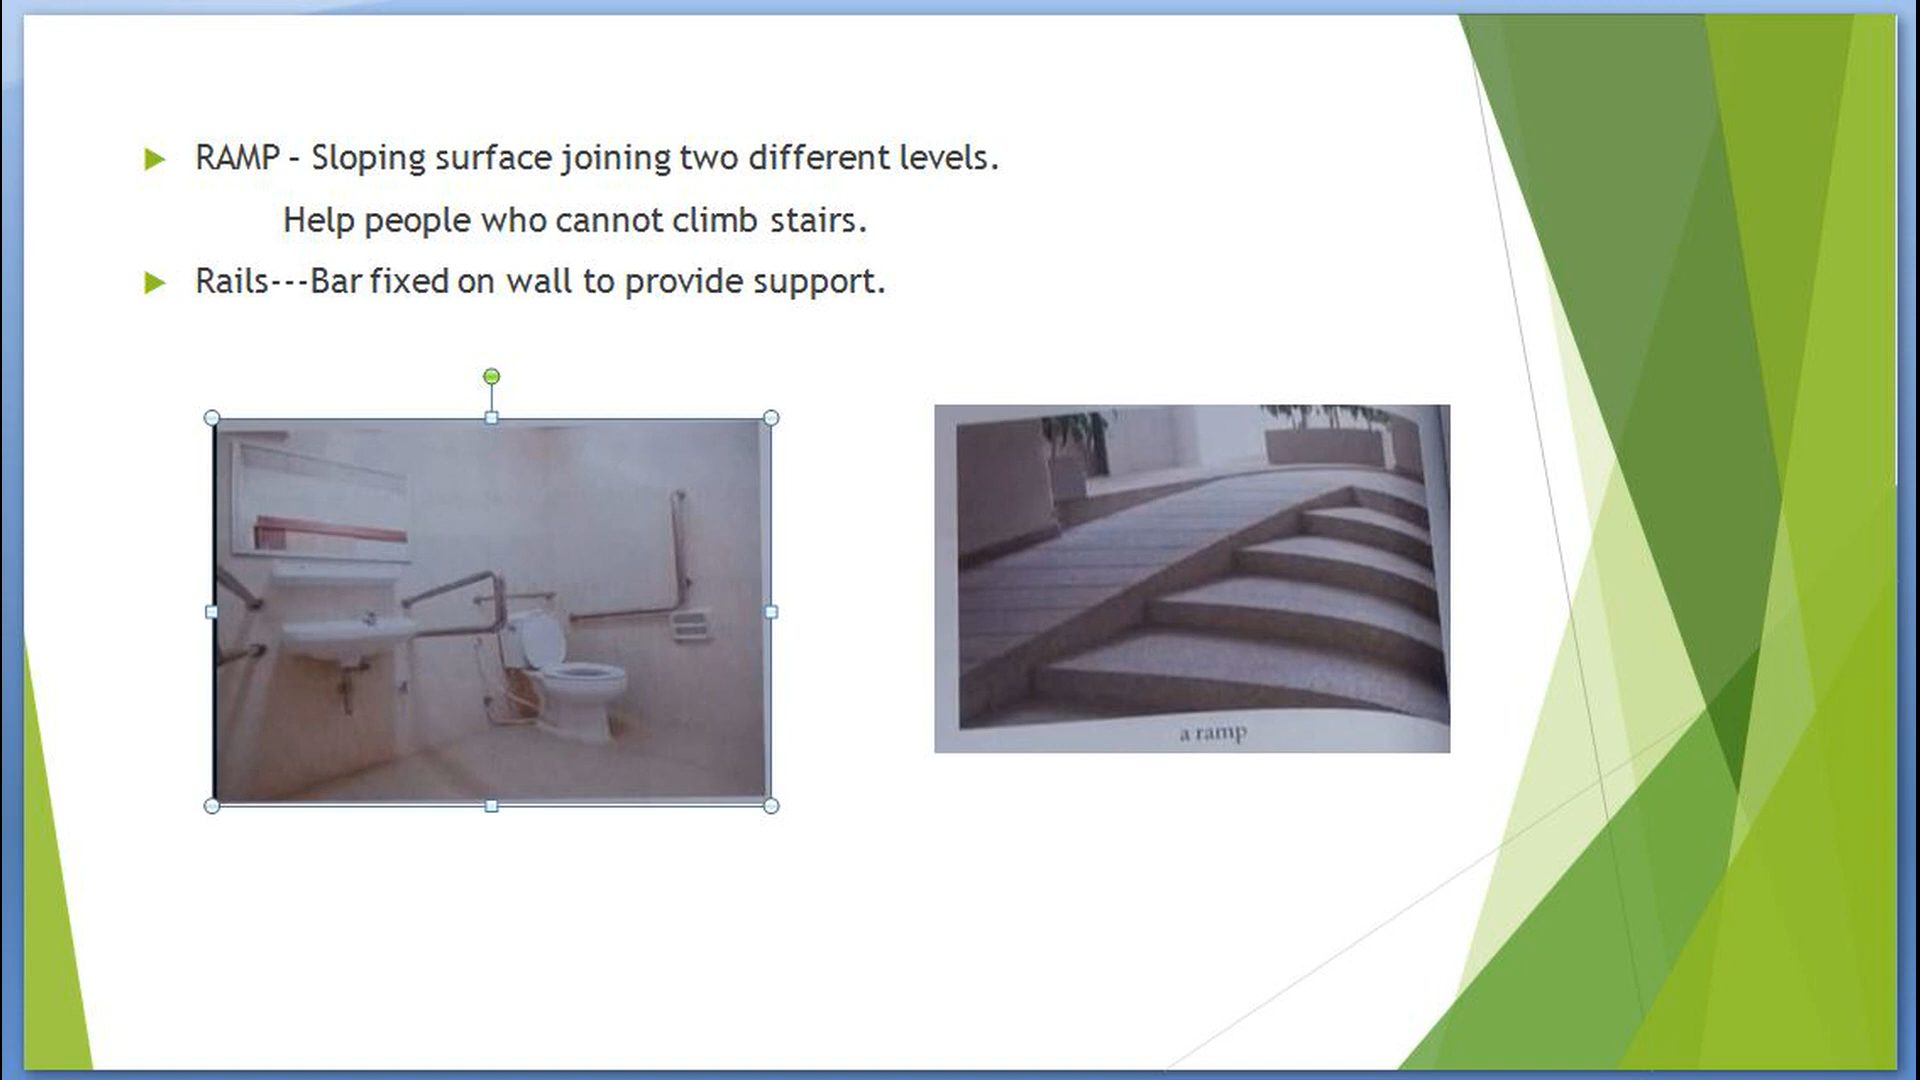 RAMP – Sloping surface joining two different levels.
Help people who cannot climb stairs.
Rails---Bar fixed on wall to provide support.
a ramp